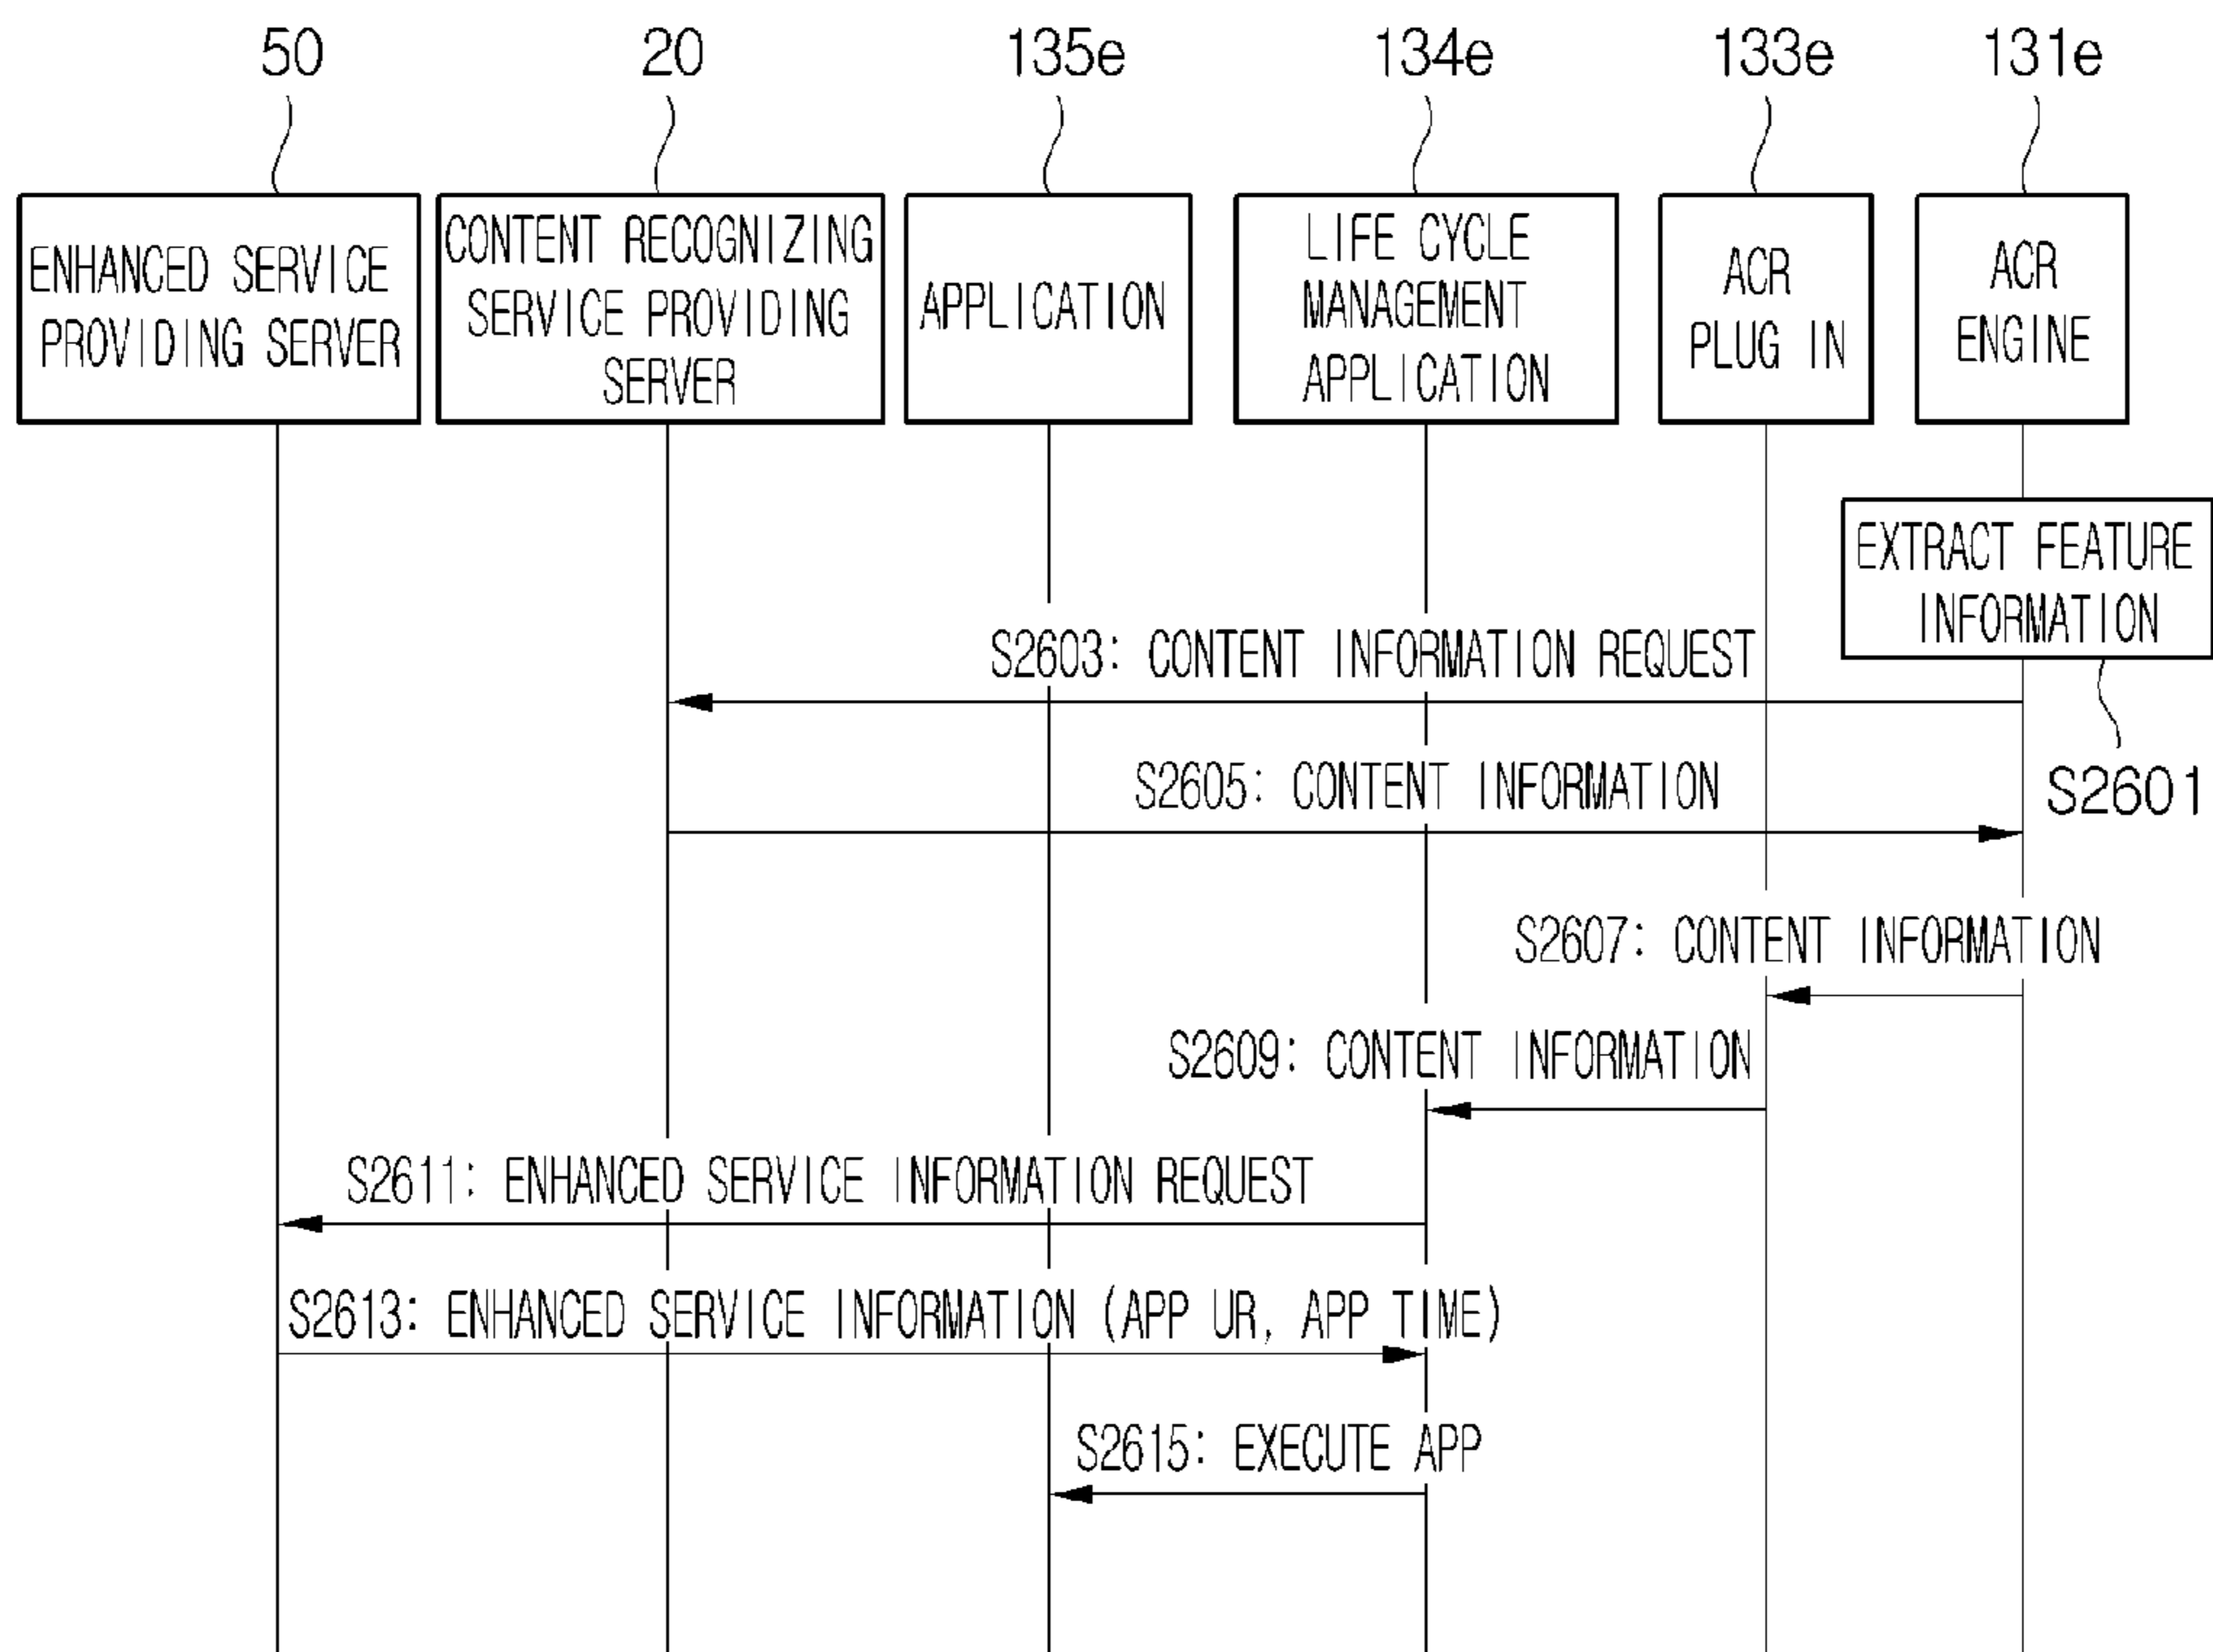 50
20
135e
134e
133e
131e
ENHANCED SERVICE
PROVIDING SERVER
CONTENT RECOGNIZING
SERVICE PROVIDING
SERVER
APPLICATION
LIFE CYCLE
MANAGEMENT
APPLICATION
ACR
PLUG IN
ACR
ENGINE
EXTRACT FEATURE
INFORMATION
S2601
S2603: CONTENT INFORMATION REQUEST
S2605: CONTENT INFORMATION
S2607: CONTENT INFORMATION
S2609: CONTENT INFORMATION
S2611: ENHANCED SERVICE INFORMATION REQUEST
S2613: ENHANCED SERVICE INFORMATION (APP UR, APP TIME)
S2615: EXECUTE APP